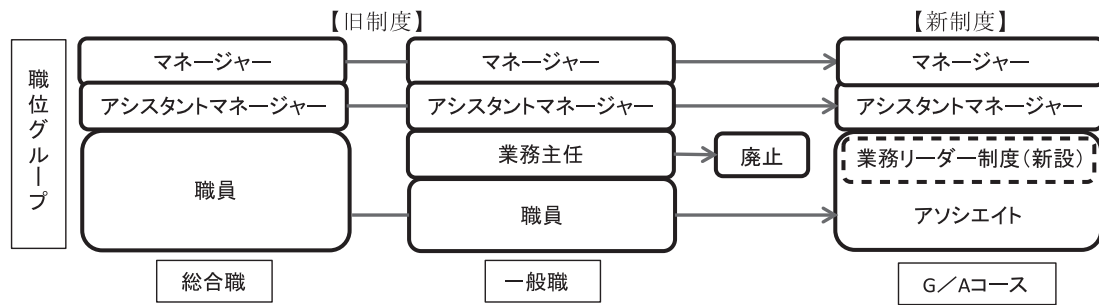 【旧制度】
【新制度】
職位グループ
マネージャー
マネージャー
マネージャー
アシスタントマネージャー
アシスタントマネージャー
アシスタントマネージャー
職員
業務主任
廃止
業務リーダー制度(新設)
職員
アソシエイト
総合職
一般職
G/Aコース